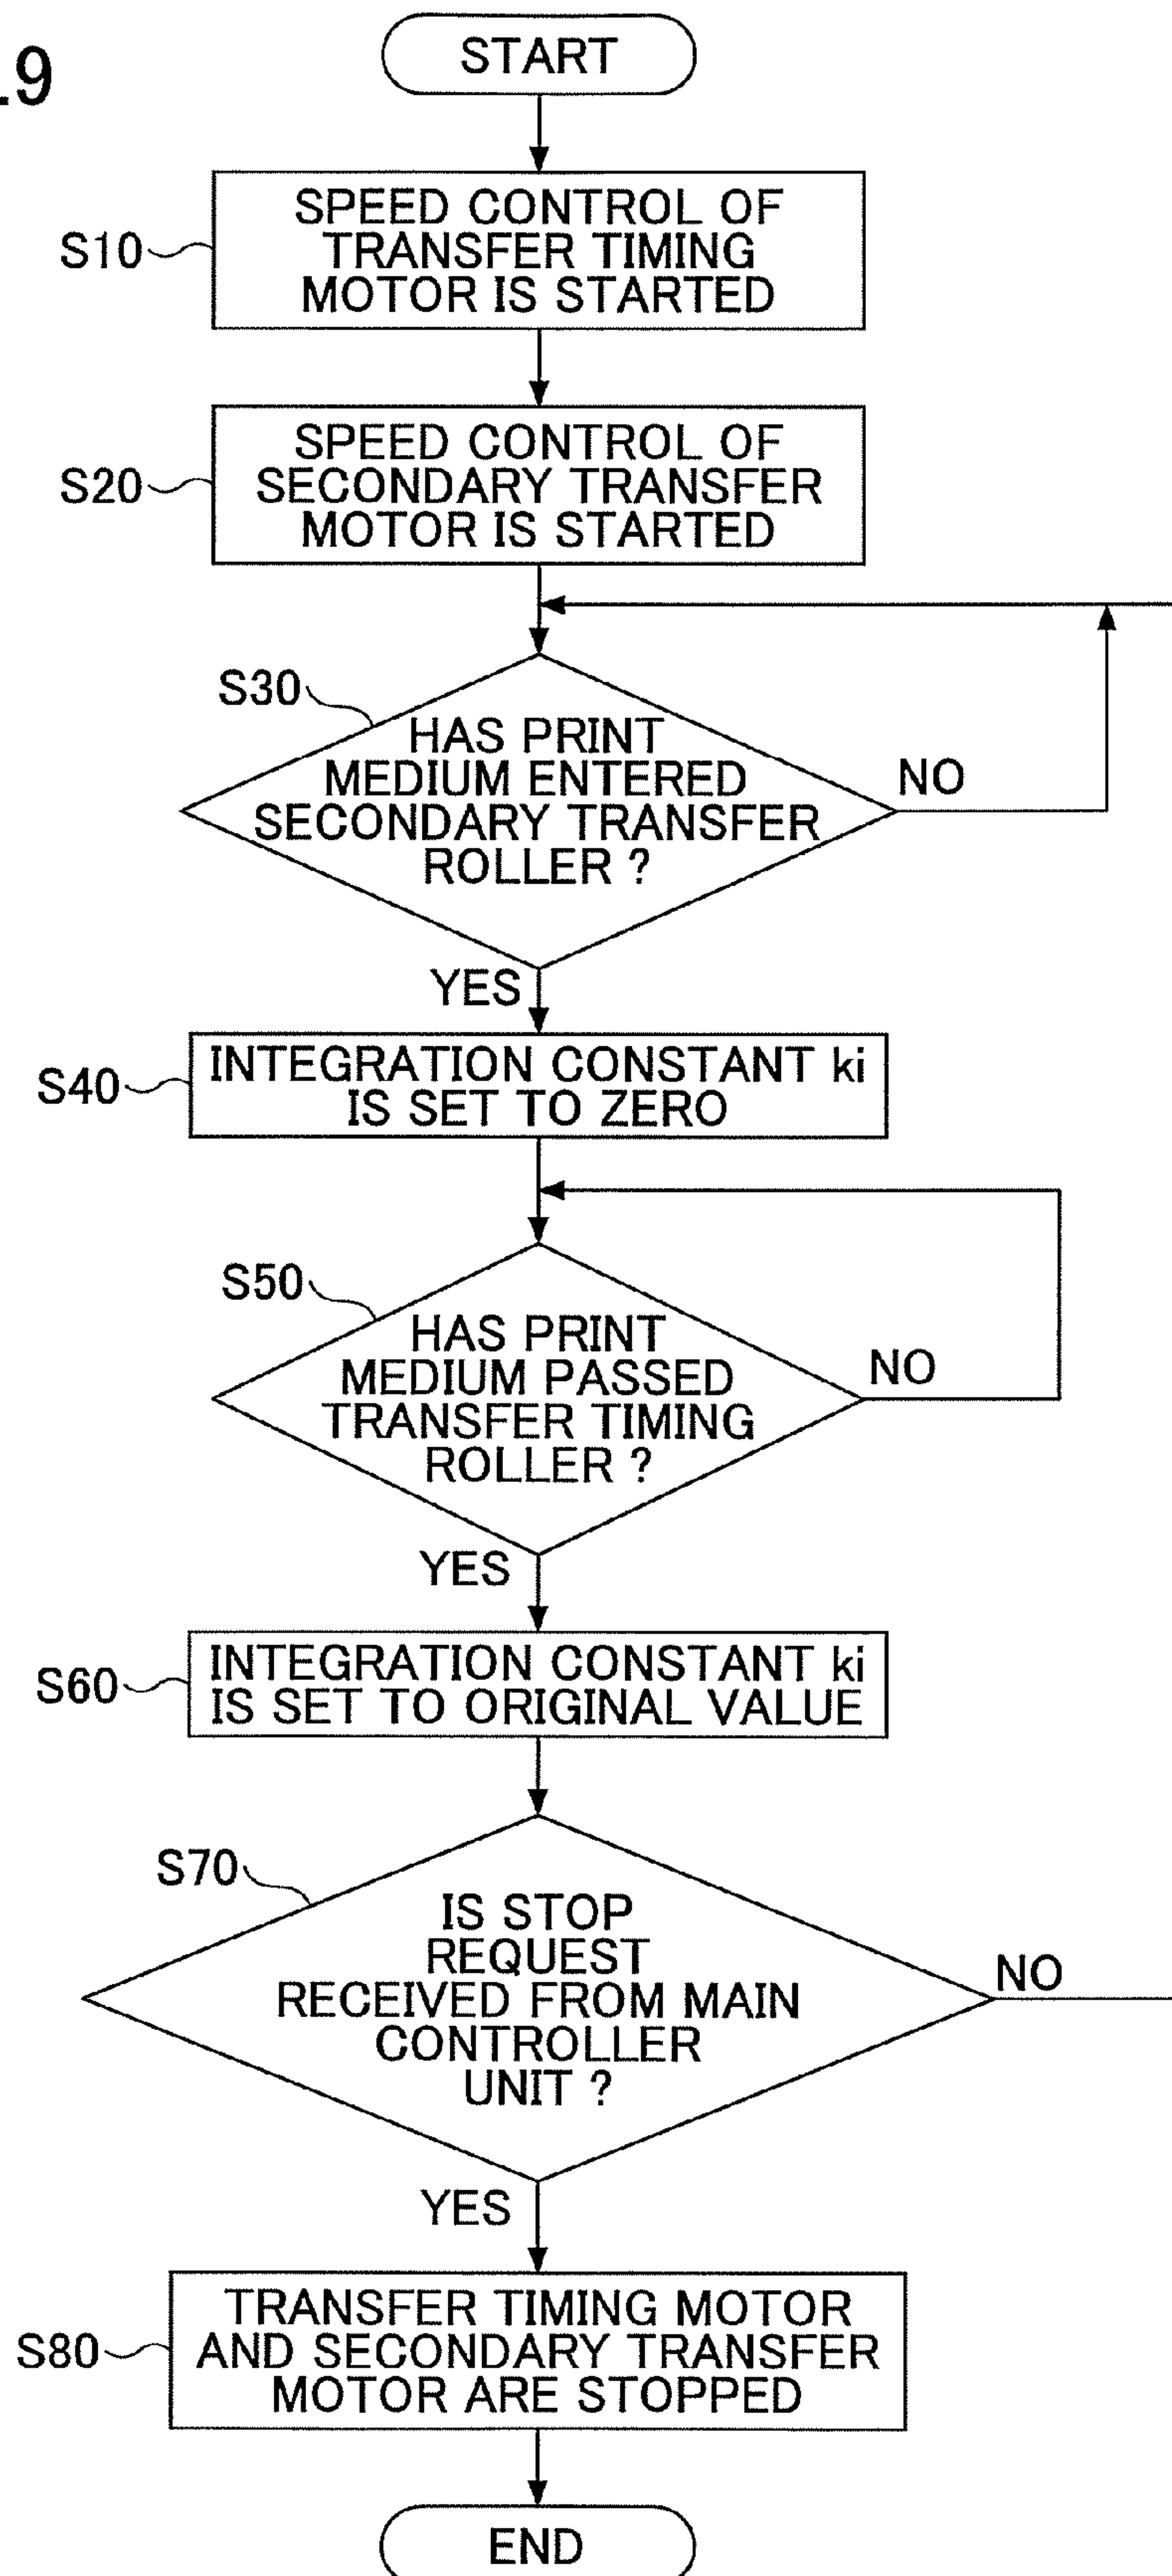 .9
START
S10
SPEED CONTROL OF
TRANSFER TIMING
MOTOR IS STARTED
S20
SPEED CONTROL OF
SECONDARY TRANSFER
MOTOR IS STARTED
S30
HAS PRINT
MEDIUM ENTERED
SECONDARY TRANSFER
ROLLER ?
NO
YES
S40
INTEGRATION CONSTANT ki
IS SET TO ZERO
S50
HAS PRINT
MEDIUM PASSED
TRANSFER TIMING
ROLLER ?
NO
YES
S60
INTEGRATION CONSTANT ki
IS SET TO ORIGINAL VALUE
S70
IS STOP
REQUEST
RECEIVED FROM MAIN
CONTROLLER
UNIT ?
NO
YES
S80
TRANSFER TIMING MOTOR
AND SECONDARY TRANSFER
MOTOR ARE STOPPED
END